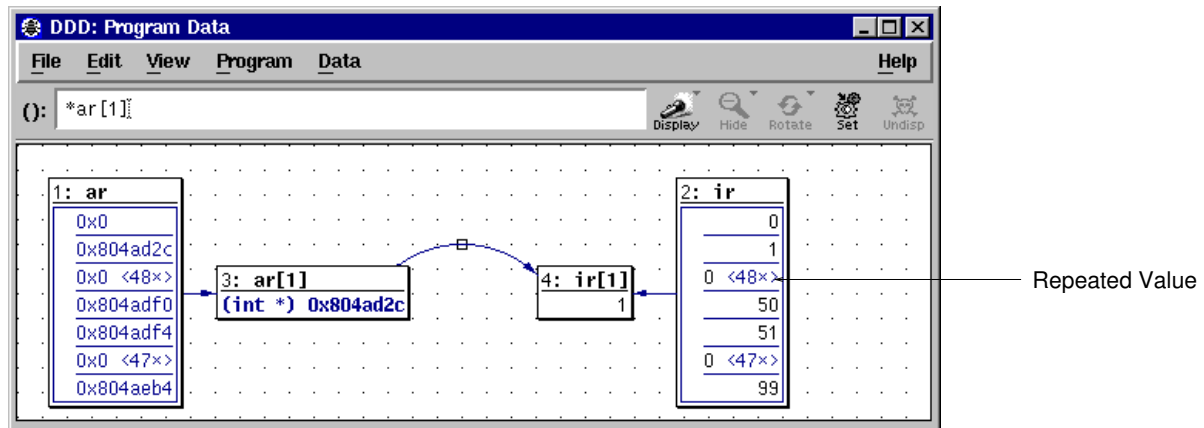 DDD: Program Data
File Edit View Program Data Help
(): *ar[1]
Display Hide Rotate Set Undisp
1: ar
0x0
0x804ad2c
0x0 <48×>
0x804adf0
0x804adf4
0x0 <47×>
0x804aeb4
3: ar[1]
(int *) 0x804ad2c
4: ir[1]
1
2: ir
0
1
0 <48×>
50
51
0 <47×>
99
Repeated Value